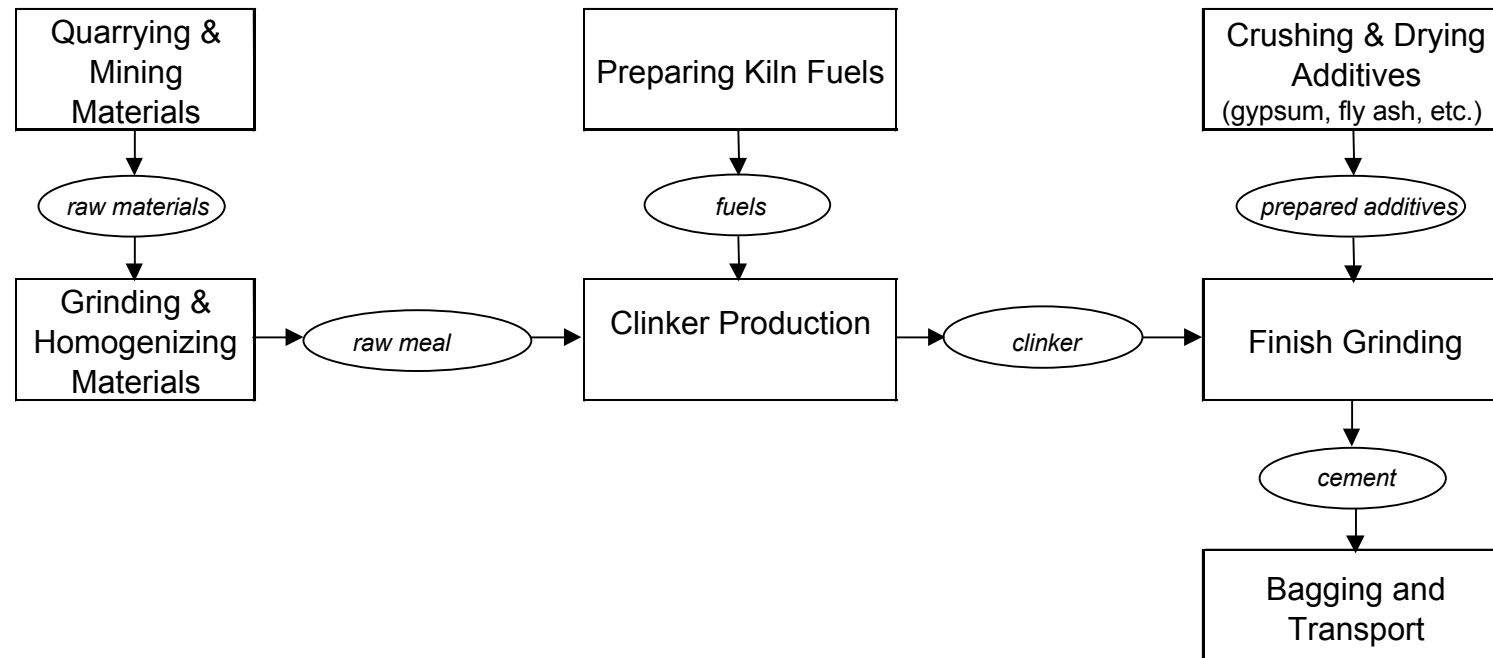 Quarrying &
Mining
Materials
Preparing Kiln Fuels
Crushing & Drying
Additives
(gypsum, fly ash, etc.)
raw materials
fuels
prepared additives
Grinding &
Homogenizing
Materials
raw meal
Clinker Production
clinker
Finish Grinding
cement
Bagging and
Transport